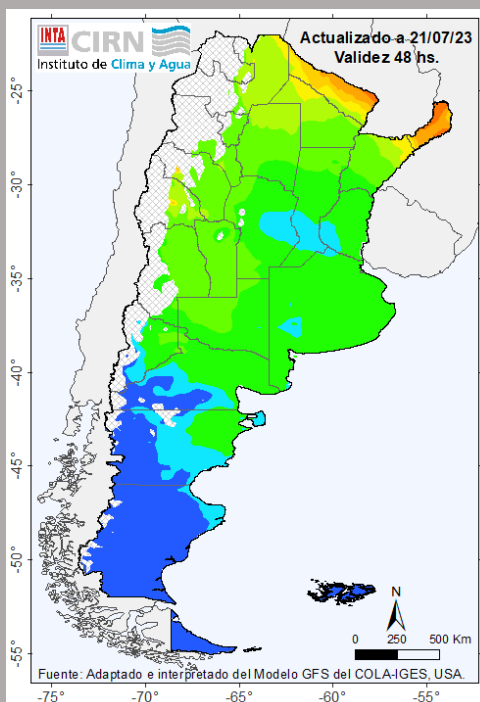 INTA CIRN
Instituto de Clima y Agua
Actualizado a 21/07/23
Validez 48 hs.
-25°
-30°
-35°
-40°
-45°
-50°
-55°
N
0 250 500 Km
Fuente: Adaptado e interpretado del Modelo GFS del COLA-IGES, USA.
-75 -70 -65 -60 -55